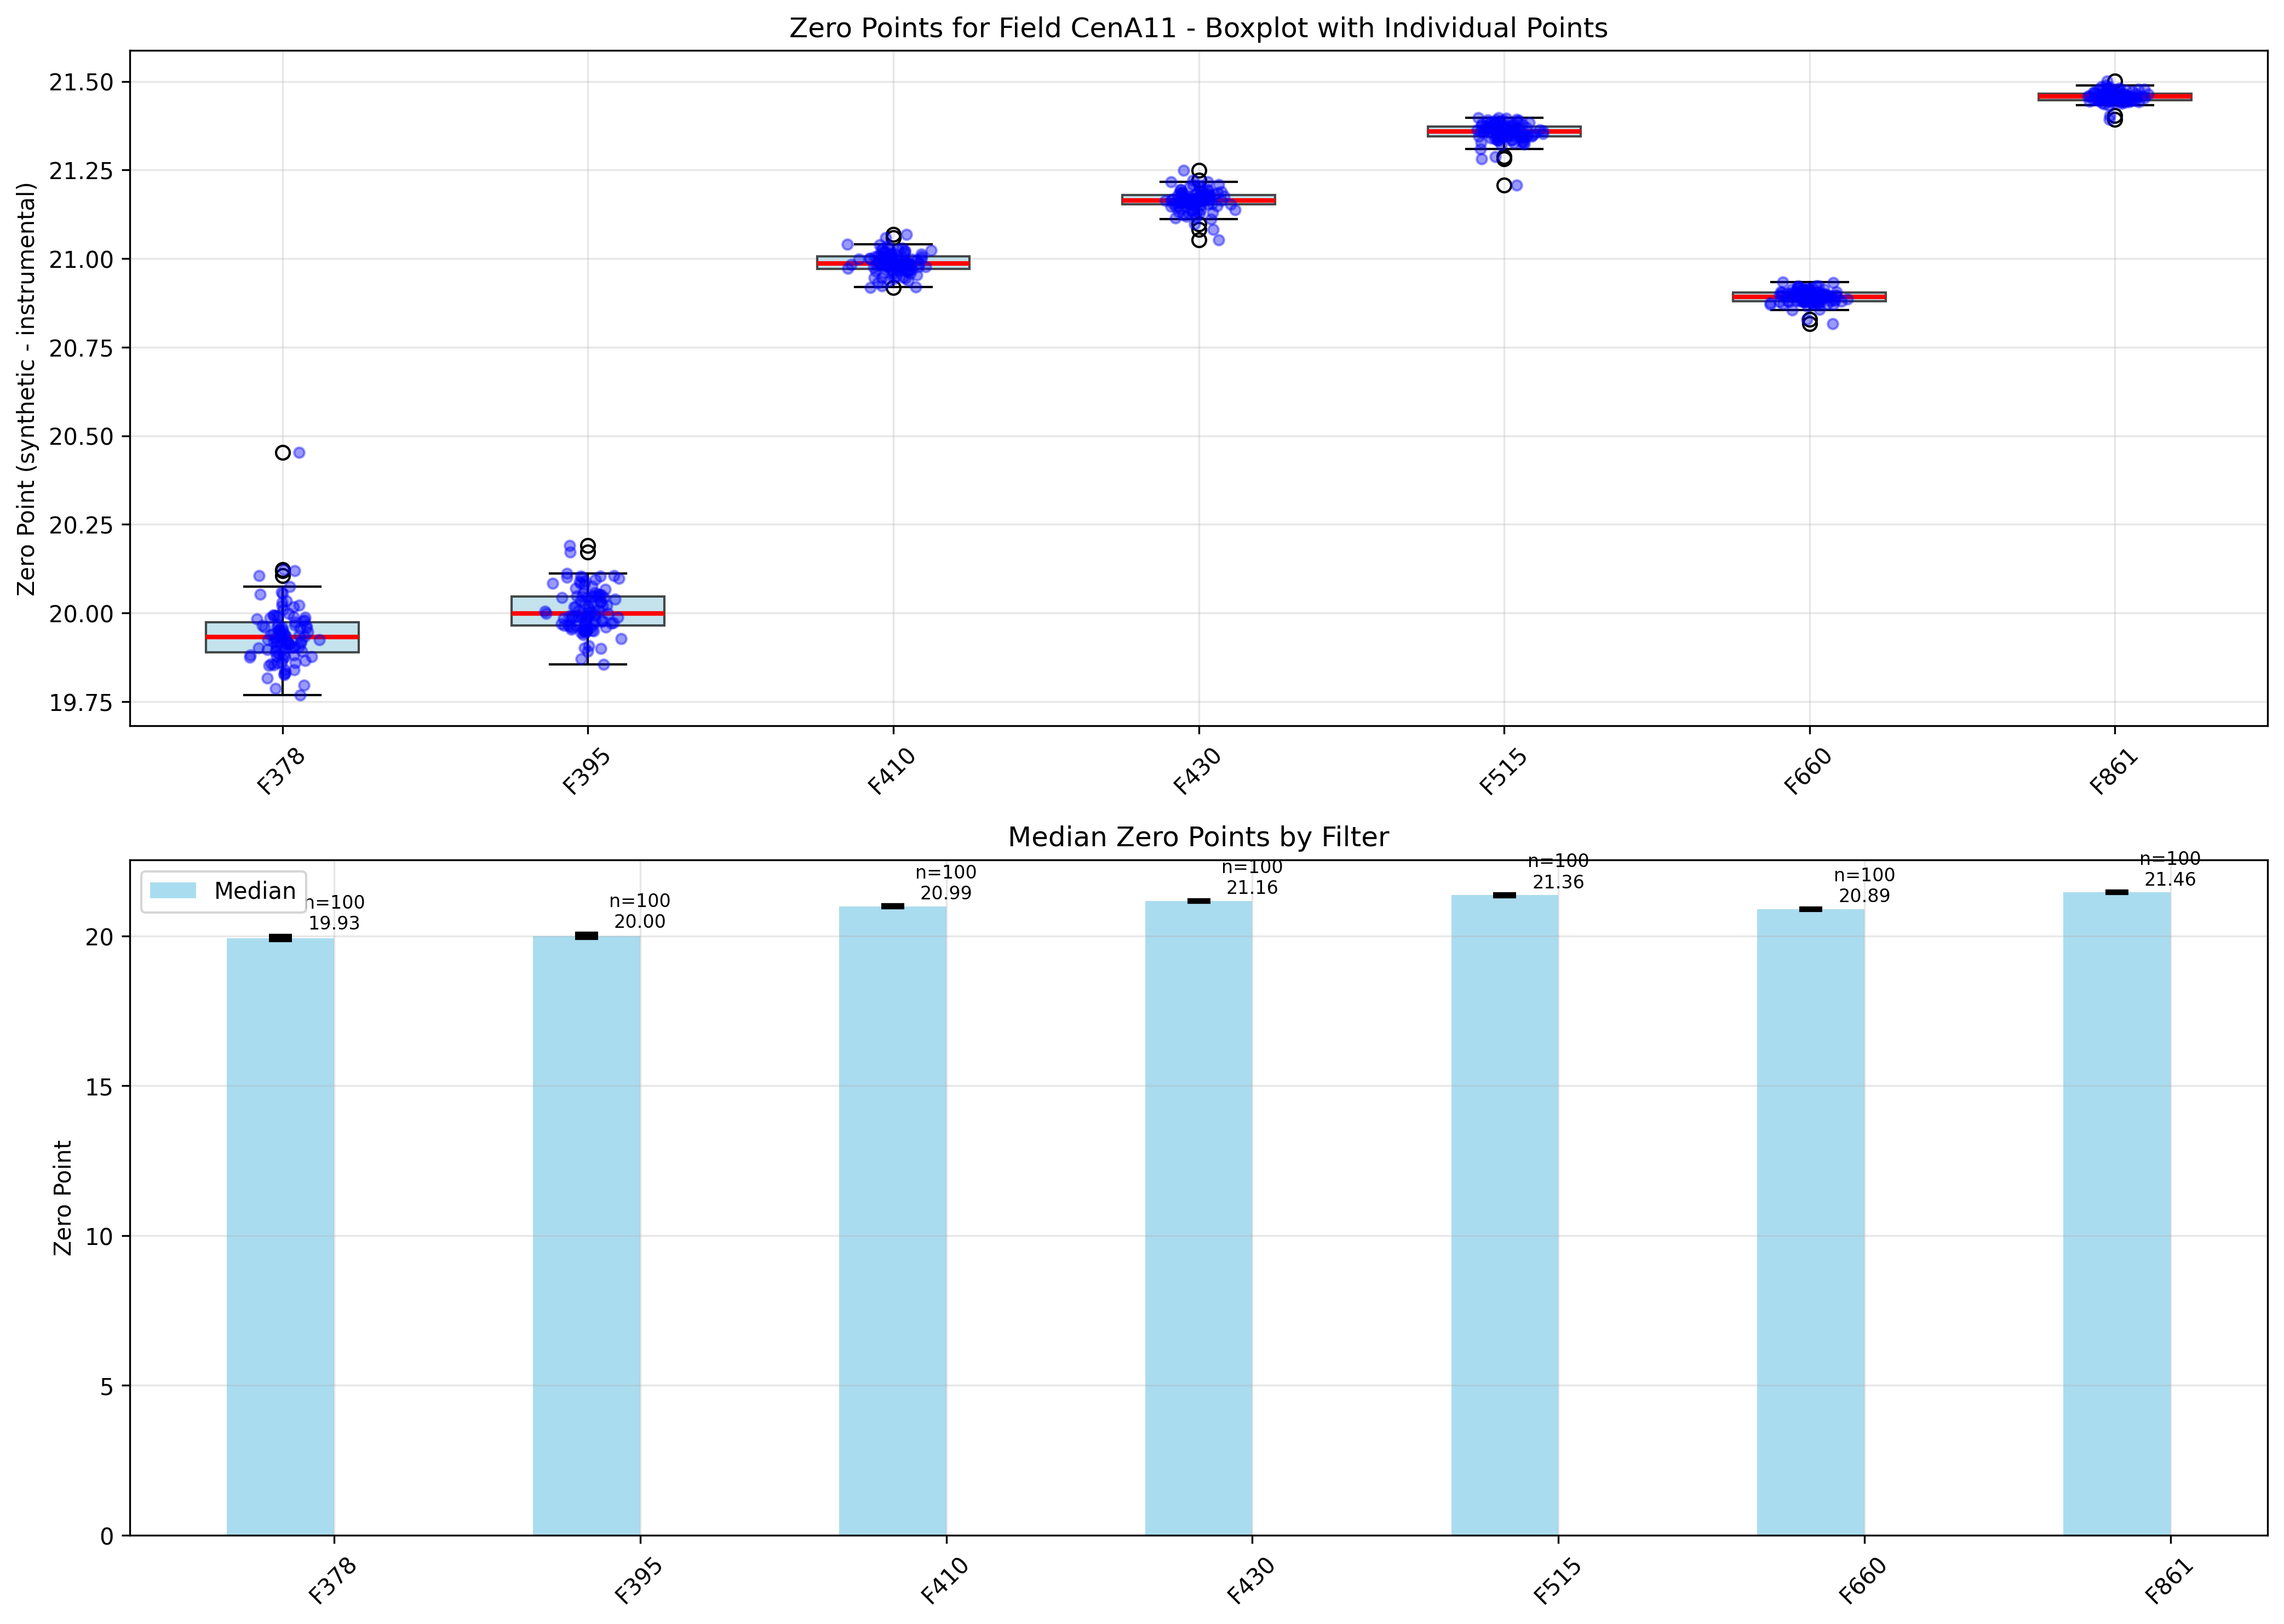 Zero Points for Field CenA11 - Boxplot with Individual Points
Zero Point (synthetic - instrumental)
21.50
21.25
21.00
20.75
20.50
20.25
20.00
19.75
F378
F395
F410
F430
F515
F660
F861
Median Zero Points by Filter
Zero Point
20
15
10
5
0
Median
n=100
19.93
n=100
20.00
n=100
20.99
n=100
21.16
n=100
21.36
n=100
20.89
n=100
21.46
F378
F395
F410
F430
F515
F660
F861